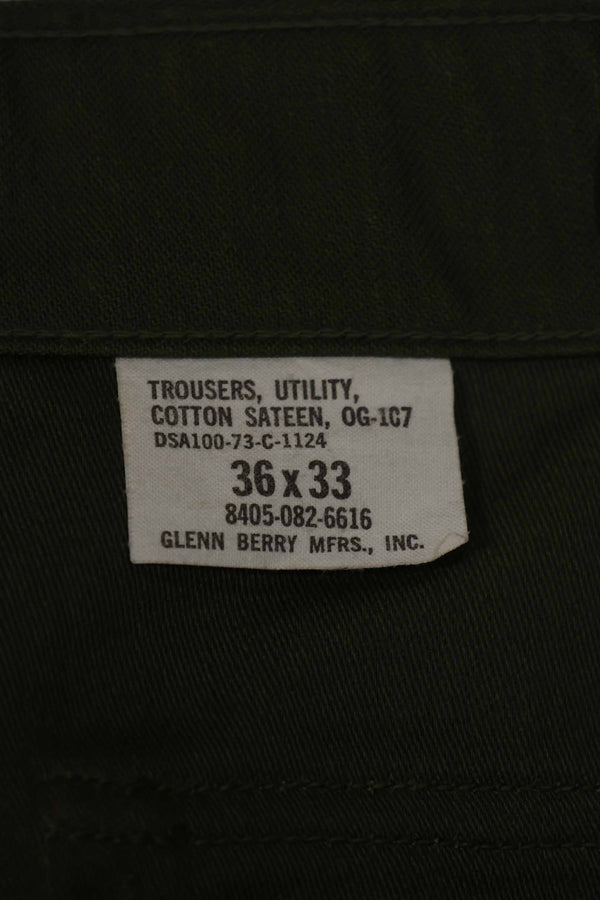 TROUSERS, UTILITY,
COTTON SATEEN, OG-107
DSA100-73-C-1124
36 x 33
8405-082-6616
GLENN BERRY MFRS., INC.